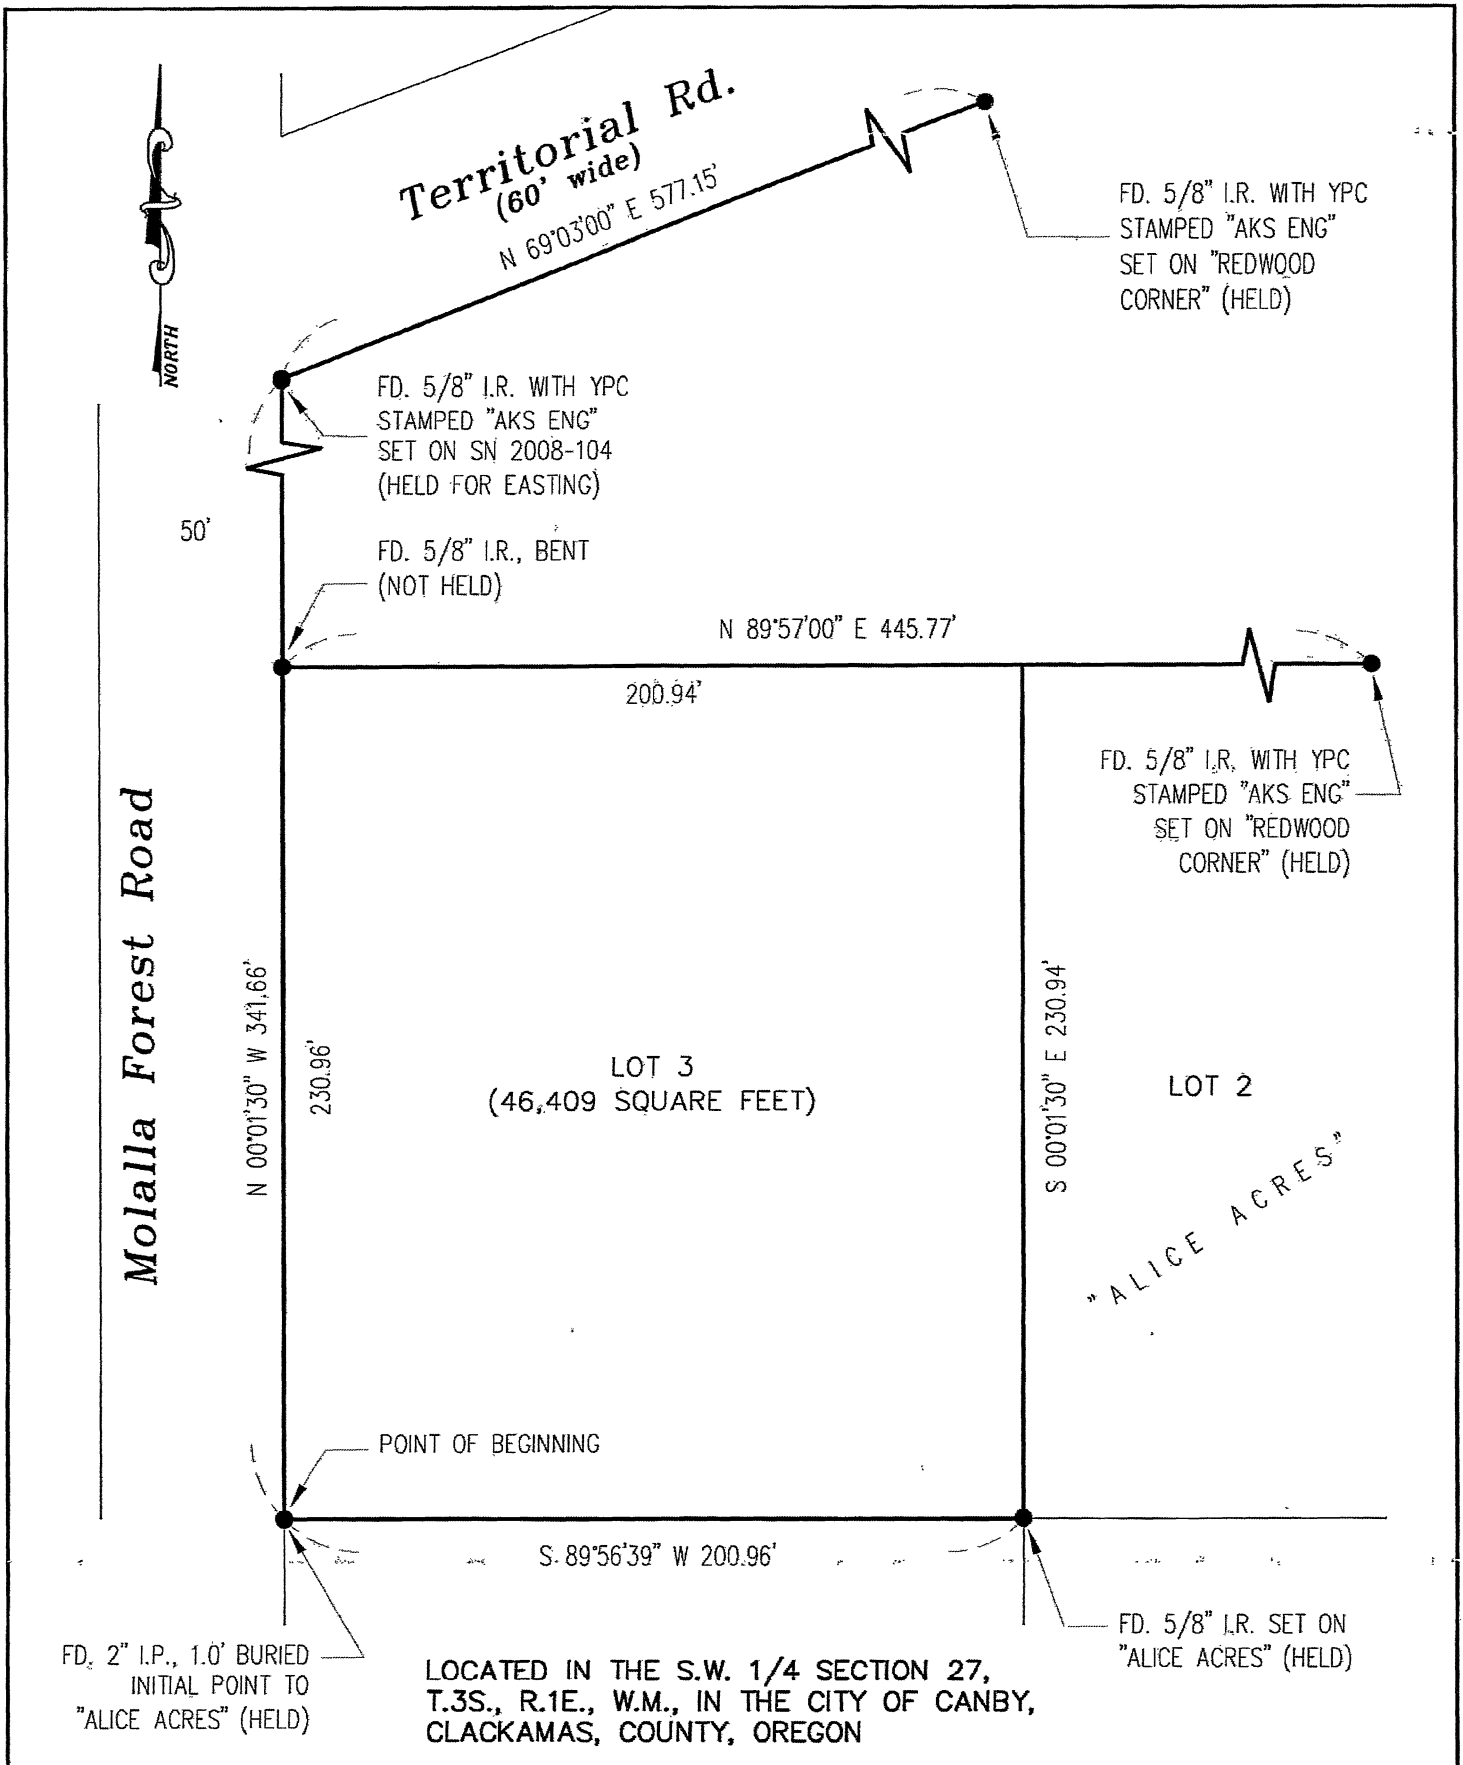 Territorial Rd.
(60' wide)
N 69°03'00" E 577.15'
FD. 5/8" I.R. WITH YPC
STAMPED "AKS ENG"
SET ON "REDWOOD
CORNER" (HELD)
NORTH
FD. 5/8" I.R. WITH YPC
STAMPED "AKS ENG"
SET ON SN 2008-104
(HELD FOR EASTING)
50'
FD. 5/8" I.R., BENT
(NOT HELD)
N 89°57'00" E 445.77'
200.94'
FD. 5/8" I.R. WITH YPC
STAMPED "AKS ENG"
SET ON "REDWOOD
CORNER" (HELD)
Molalla Forest Road
N 00°01'30" W 341.66'
230.96'
LOT 3
(46,409 SQUARE FEET)
S 00°01'30" E 230.94'
LOT 2
"ALICE ACRES"
POINT OF BEGINNING
S 89°56'39" W 200.96'
FD. 2" I.P., 1.0' BURIED
INITIAL POINT TO
"ALICE ACRES" (HELD)
FD. 5/8" I.R. SET ON
"ALICE ACRES" (HELD)
LOCATED IN THE S.W. 1/4 SECTION 27,
T.3S., R.1E., W.M., IN THE CITY OF CANBY,
CLACKAMAS, COUNTY, OREGON